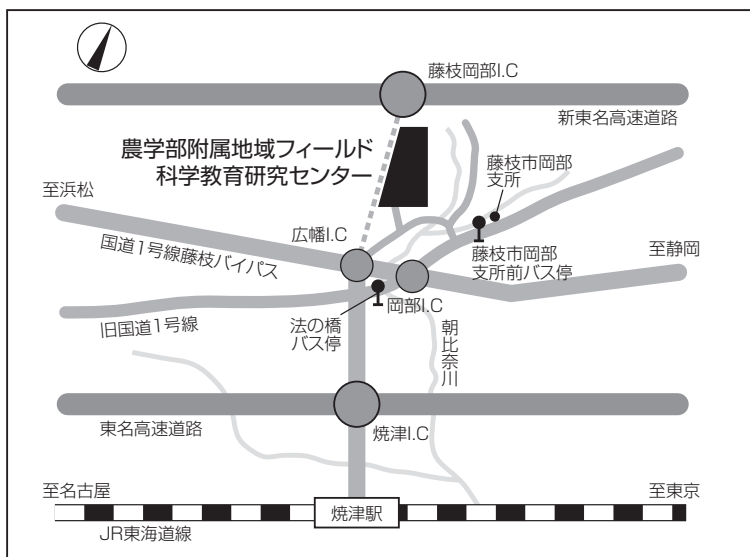 藤枝岡部I.C
新東名高速道路
農学部附属地域フィールド
科学教育研究センター
藤枝市岡部
支所
至浜松
広幡I.C
国道1号線藤枝バイパス
藤枝市岡部
支所前バス停
至静岡
岡部I.C
旧国道1号線
法の橋
バス停
朝比奈川
東名高速道路
焼津I.C
至名古屋
至東京
焼津駅
JR東海道線